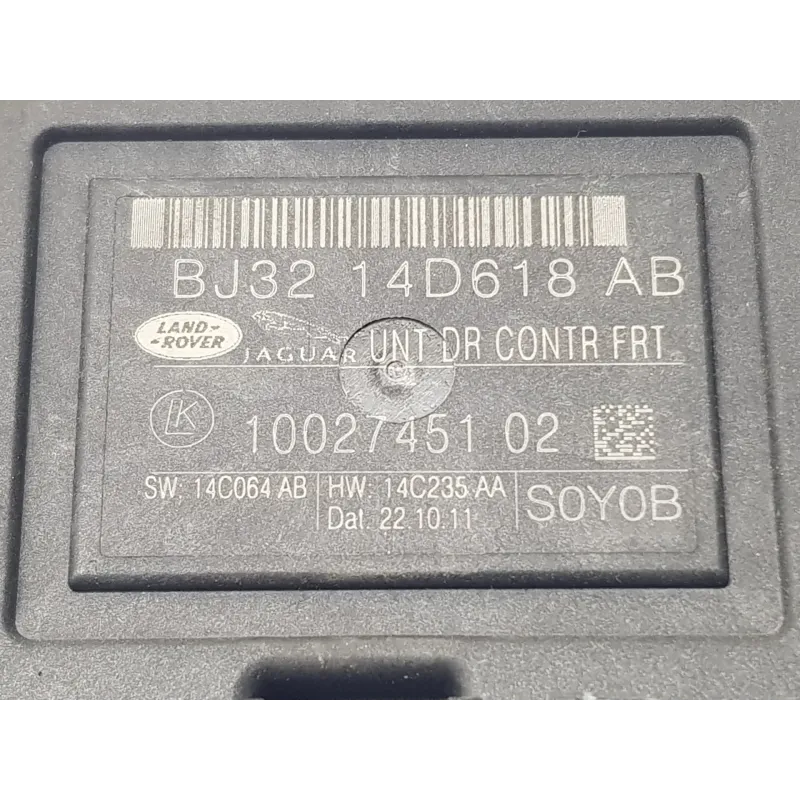 BJ32 14D618 AB
LAND-
-ROVER
JAGUAR
UNT DR CONTR FRT
LK
10027451 02
SW: 14C064 AB
HW: 14C235 AA
Dat. 22.10.11
S0Y0B